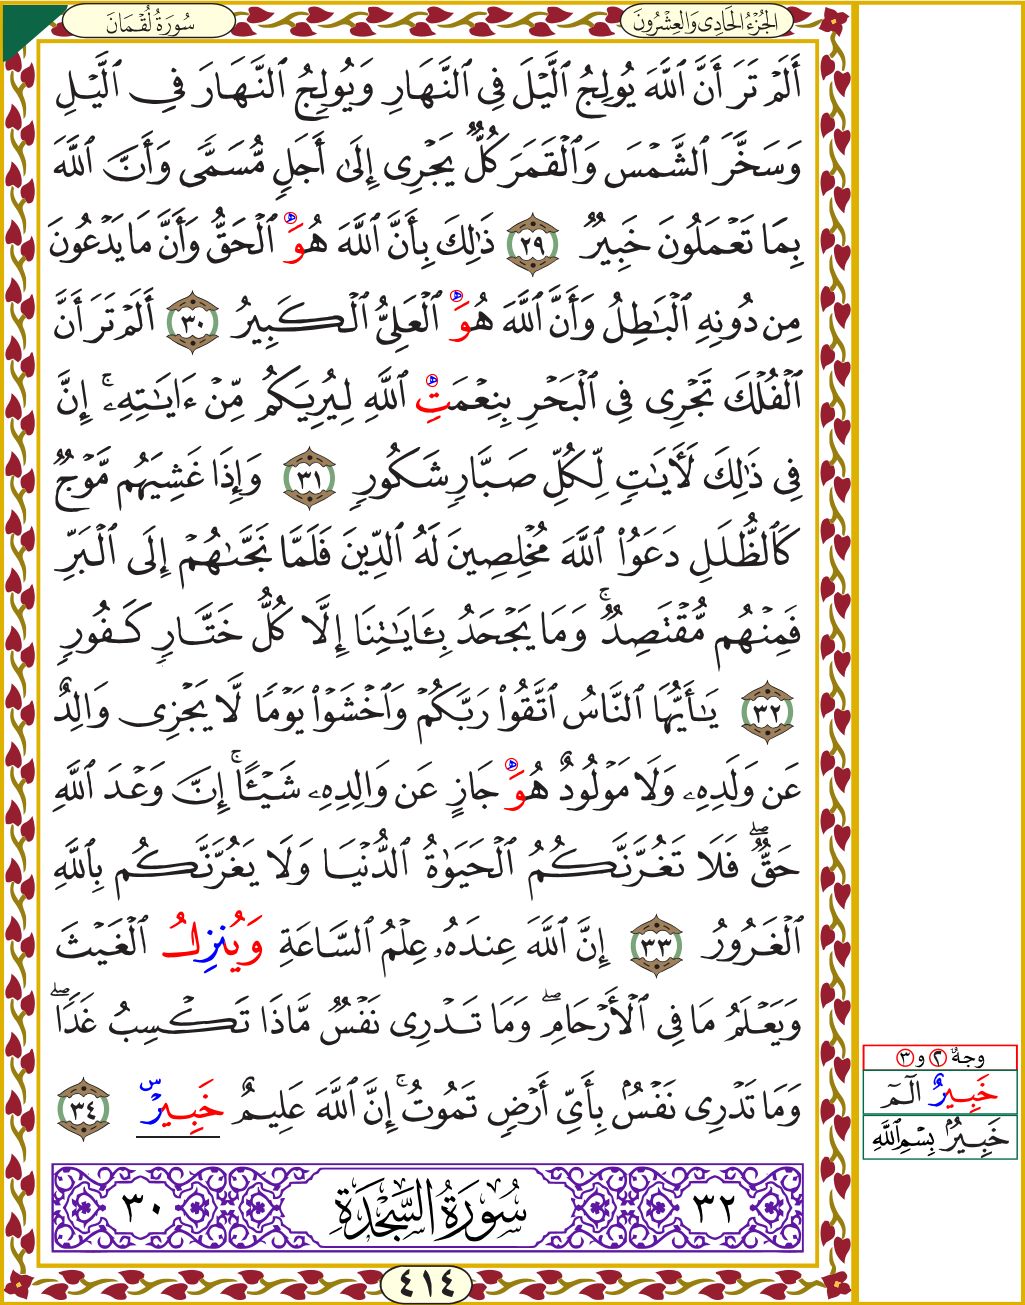 الجُزْءُ الحَادِى وَالعِشْرُونَ
سُورَةُ لُقْمَانَ
أَلَمْ تَرَ أَنَّ ٱللَّهَ يُولِجُ ٱلَّيْلَ فِى ٱلنَّهَارِ وَيُولِجُ ٱلنَّهَارَ فِى ٱلَّيْلِ
وَسَخَّرَ ٱلشَّمْسَ وَٱلْقَمَرَ كُلٌّ يَجْرِى إِلَىٰ أَجَلٍ مُّسَمًّى وَأَنَّ ٱللَّهَ
بِمَا تَعْمَلُونَ خَبِيرٌ ٢٩ ذَٰلِكَ بِأَنَّ ٱللَّهَ هُوَ ٱلْحَقُّ وَأَنَّ مَا يَدْعُونَ
مِن دُونِهِ ٱلْبَٰطِلُ وَأَنَّ ٱللَّهَ هُوَ ٱلْعَلِىُّ ٱلْكَبِيرُ ٣٠ أَلَمْ تَرَ أَنَّ
ٱلْفُلْكَ تَجْرِى فِى ٱلْبَحْرِ بِنِعْمَتِ ٱللَّهِ لِيُرِيَكُم مِّنْ ءَايَٰتِهِۦٓ ۚ إِنَّ
فِى ذَٰلِكَ لَأَيَٰتٍ لِّكُلِّ صَبَّارٍ شَكُورٍ ٣١ وَإِذَا غَشِيَهُم مَّوْجٌ
كَٱلظُّلَلِ دَعَوُا۟ ٱللَّهَ مُخْلِصِينَ لَهُ ٱلدِّينَ فَلَمَّا نَجَّىٰهُمْ إِلَى ٱلْبَرِّ
فَمِنْهُم مُّقْتَصِدٌ ۚ وَمَا يَجْحَدُ بِـَٔايَٰتِنَا إِلَّا كُلُّ خَتَّارٍ كَفُورٍ
٣٢ يَٰٓأَيُّهَا ٱلنَّاسُ ٱتَّقُوا۟ رَبَّكُمْ وَٱخْشَوْا۟ يَوْمًا لَّا يَجْزِى وَالِدٌ
عَن وَلَدِهِۦ وَلَا مَوْلُودٌ هُوَ جَازٍ عَن وَالِدِهِۦ شَيْـًٔا ۚ إِنَّ وَعْدَ ٱللَّهِ
حَقٌّ ۖ فَلَا تَغُرَّنَّكُمُ ٱلْحَيَوٰةُ ٱلدُّنْيَا وَلَا يَغُرَّنَّكُم بِٱللَّهِ
ٱلْغَرُورُ ٣٣ إِنَّ ٱللَّهَ عِندَهُۥ عِلْمُ ٱلسَّاعَةِ وَيُنزِلُ ٱلْغَيْثَ
وَيَعْلَمُ مَا فِى ٱلْأَرْحَامِ ۖ وَمَا تَدْرِى نَفْسٌ مَّاذَا تَكْسِبُ غَدًا ۖ
وَمَا تَدْرِى نَفْسٌۢ بِأَىِّ أَرْضٍ تَمُوتُ ۚ إِنَّ ٱللَّهَ عَلِيمٌ خَبِيرٌ س ٣٤
٣٢ سُورَةُ السَّجْدَةِ ٣٠
٤١٤
وجهُ ٢ و ٣
خَبِيرٌ الٓمٓ
خَبِيرٌۢ بِسْمِ اللَّهِ